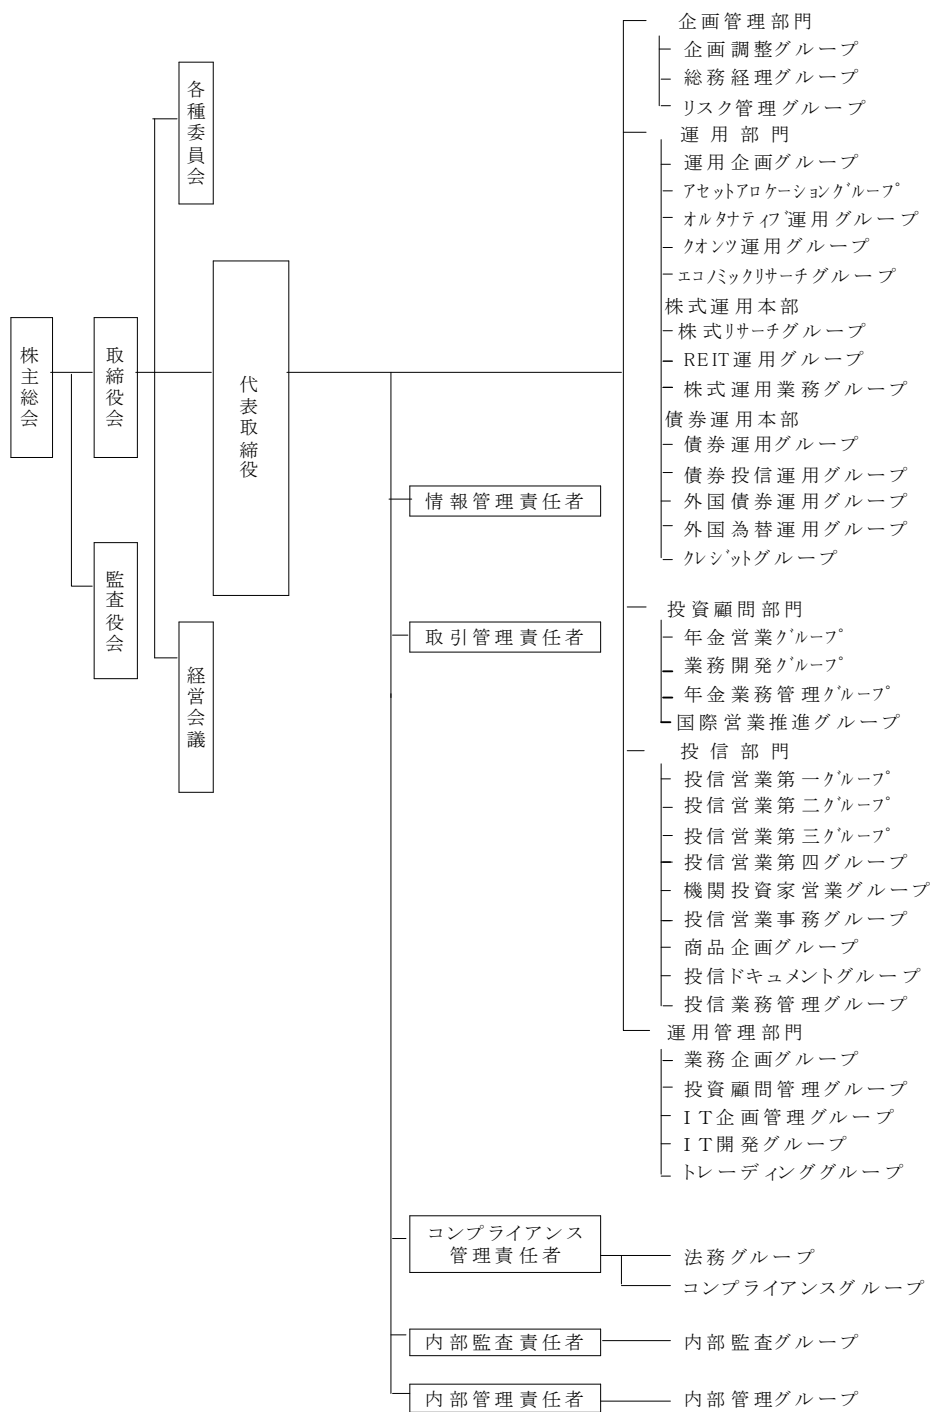 株主総会
取締役会
監査役会
各種委員会
経営会議
代表取締役
情報管理責任者
取引管理責任者
コンプライアンス
管理責任者
内部監査責任者
内部管理責任者
企画管理部門
企画調整グループ
総務経理グループ
リスク管理グループ
運用部門
運用企画グループ
アセットアロケーショングループ
オルタナティブ運用グループ
クオンツ運用グループ
エコノミックリサーチグループ
株式運用本部
株式リサーチグループ
REIT運用グループ
株式運用業務グループ
債券運用本部
債券運用グループ
債券投信運用グループ
外国債券運用グループ
外国為替運用グループ
クレジットグループ
投資顧問部門
年金営業グループ
業務開発グループ
年金業務管理グループ
国際営業推進グループ
投信部門
投信営業第一グループ
投信営業第二グループ
投信営業第三グループ
投信営業第四グループ
機関投資家営業グループ
投信営業事務グループ
商品企画グループ
投信ドキュメントグループ
投信業務管理グループ
運用管理部門
業務企画グループ
投資顧問管理グループ
IT企画管理グループ
IT開発グループ
トレーディンググループ
法務グループ
コンプライアンスグループ
内部監査グループ
内部管理グループ